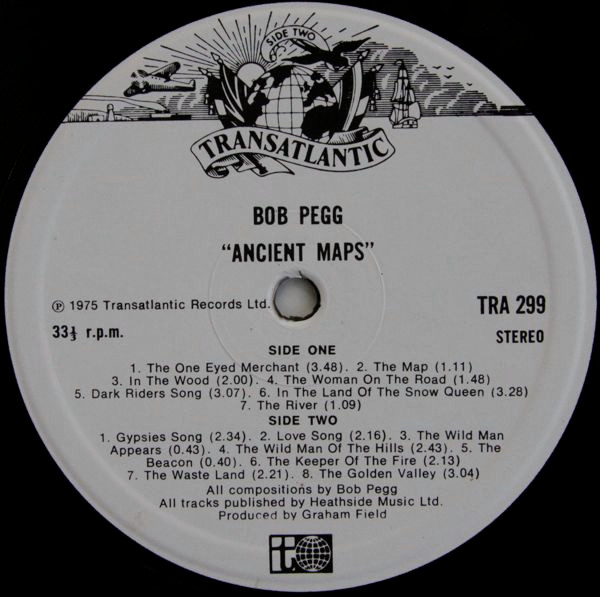 SIDE TWO
TRANSATLANTIC
BOB PEGG
"ANCIENT MAPS"
℗ 1975 Transatlantic Records Ltd.
TRA 299
33⅓ r.p.m.
STEREO
SIDE ONE
1. The One Eyed Merchant (3.48). 2. The Map (1.11)
3. In The Wood (2.00). 4. The Woman On The Road (1.48)
5. Dark Riders Song (3.07). 6. In The Land Of The Snow Queen (3.28)
7. The River (1.09)
SIDE TWO
1. Gypsies Song (2.34). 2. Love Song (2.16). 3. The Wild Man
Appears (0.43). 4. The Wild Man Of The Hills (2.43). 5. The
Beacon (0.40). 6. The Keeper Of The Fire (2.13)
7. The Waste Land (2.21). 8. The Golden Valley (3.04)
All compositions by Bob Pegg
All tracks published by Heathside Music Ltd.
Produced by Graham Field
t